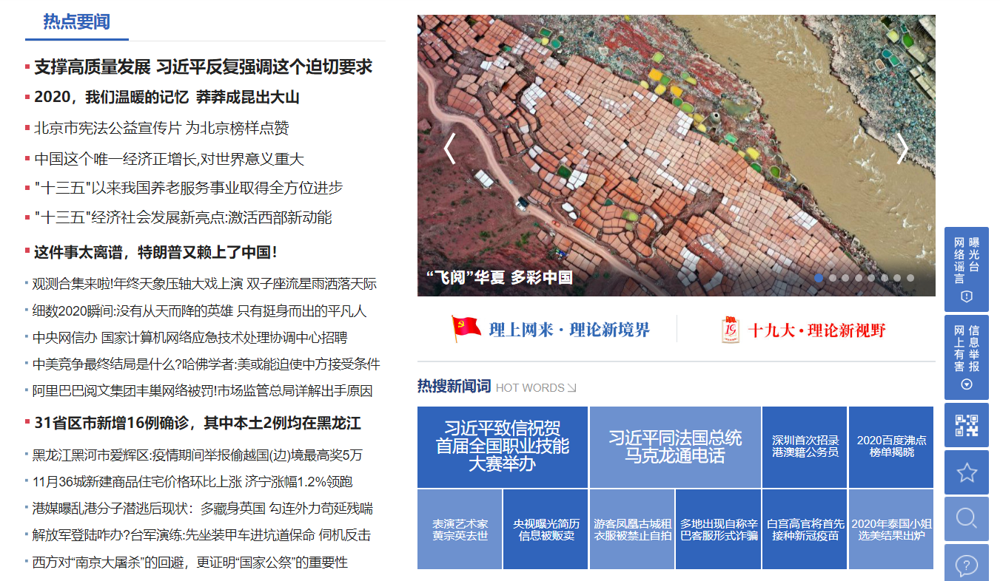 热点要闻
支撑高质量发展 习近平反复强调这个迫切要求
2020，我们温暖的记忆 莽莽成昆出大山
北京市宪法公益宣传片 为北京榜样点赞
中国这个唯一经济正增长,对世界意义重大
"十三五"以来我国养老服务事业取得全方位进步
"十三五"经济社会发展新亮点:激活西部新动能
这件事太离谱，特朗普又赖上了中国！
观测合集来啦!年终天象压轴大戏上演 双子座流星雨洒落天际
细数2020瞬间:没有从天而降的英雄 只有挺身而出的平凡人
中央网信办 国家计算机网络应急技术处理协调中心招聘
中美竞争最终结局是什么?哈佛学者:美或能迫使中方接受条件
阿里巴巴阅文集团丰巢网络被罚!市场监管总局详解出手原因
31省区市新增16例确诊，其中本土2例均在黑龙江
黑龙江黑河市爱辉区:疫情期间举报偷越国(边)境最高奖5万
11月36城新建商品住宅价格环比上涨 济宁涨幅1.2%领跑
港媒曝乱港分子潜逃后现状：多藏身英国 勾连外力苟延残喘
解放军登陆咋办?台军演练:先坐装甲车进坑道保命 伺机反击
西方对“南京大屠杀”的回避，更证明“国家公祭”的重要性
“飞阅”华夏 多彩中国
理上网来·理论新境界
19
十九大·理论新视野
热搜新闻词 HOT WORDS
习近平致信祝贺
首届全国职业技能
大赛举办
习近平同法国总统
马克龙通电话
深圳首次招录
港澳籍公务员
2020百度沸点
榜单揭晓
表演艺术家
黄宗英去世
央视曝光简历
信息被贩卖
游客凤凰古城租
衣服被禁止自拍
多地出现自称辛
巴客服形式诈骗
白宫高官将首先
接种新冠疫苗
2020年泰国小姐
选美结果出炉
曝光台
网络谣言
信息举报
网上有害